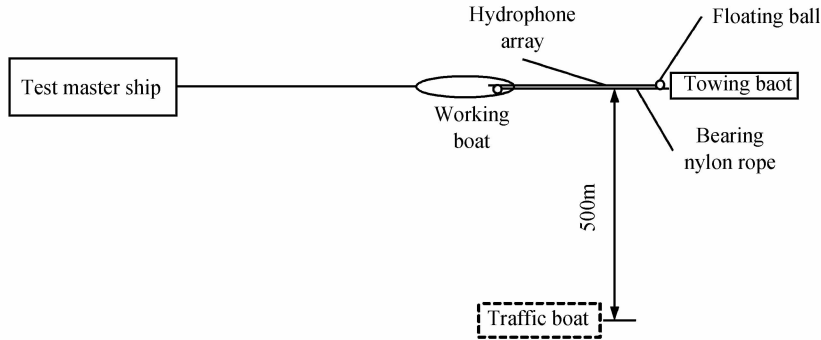 Hydrophone
array
Floating ball
Test master ship
Towing baot
Working
boat
Bearing
nylon rope
500m
Traffic boat